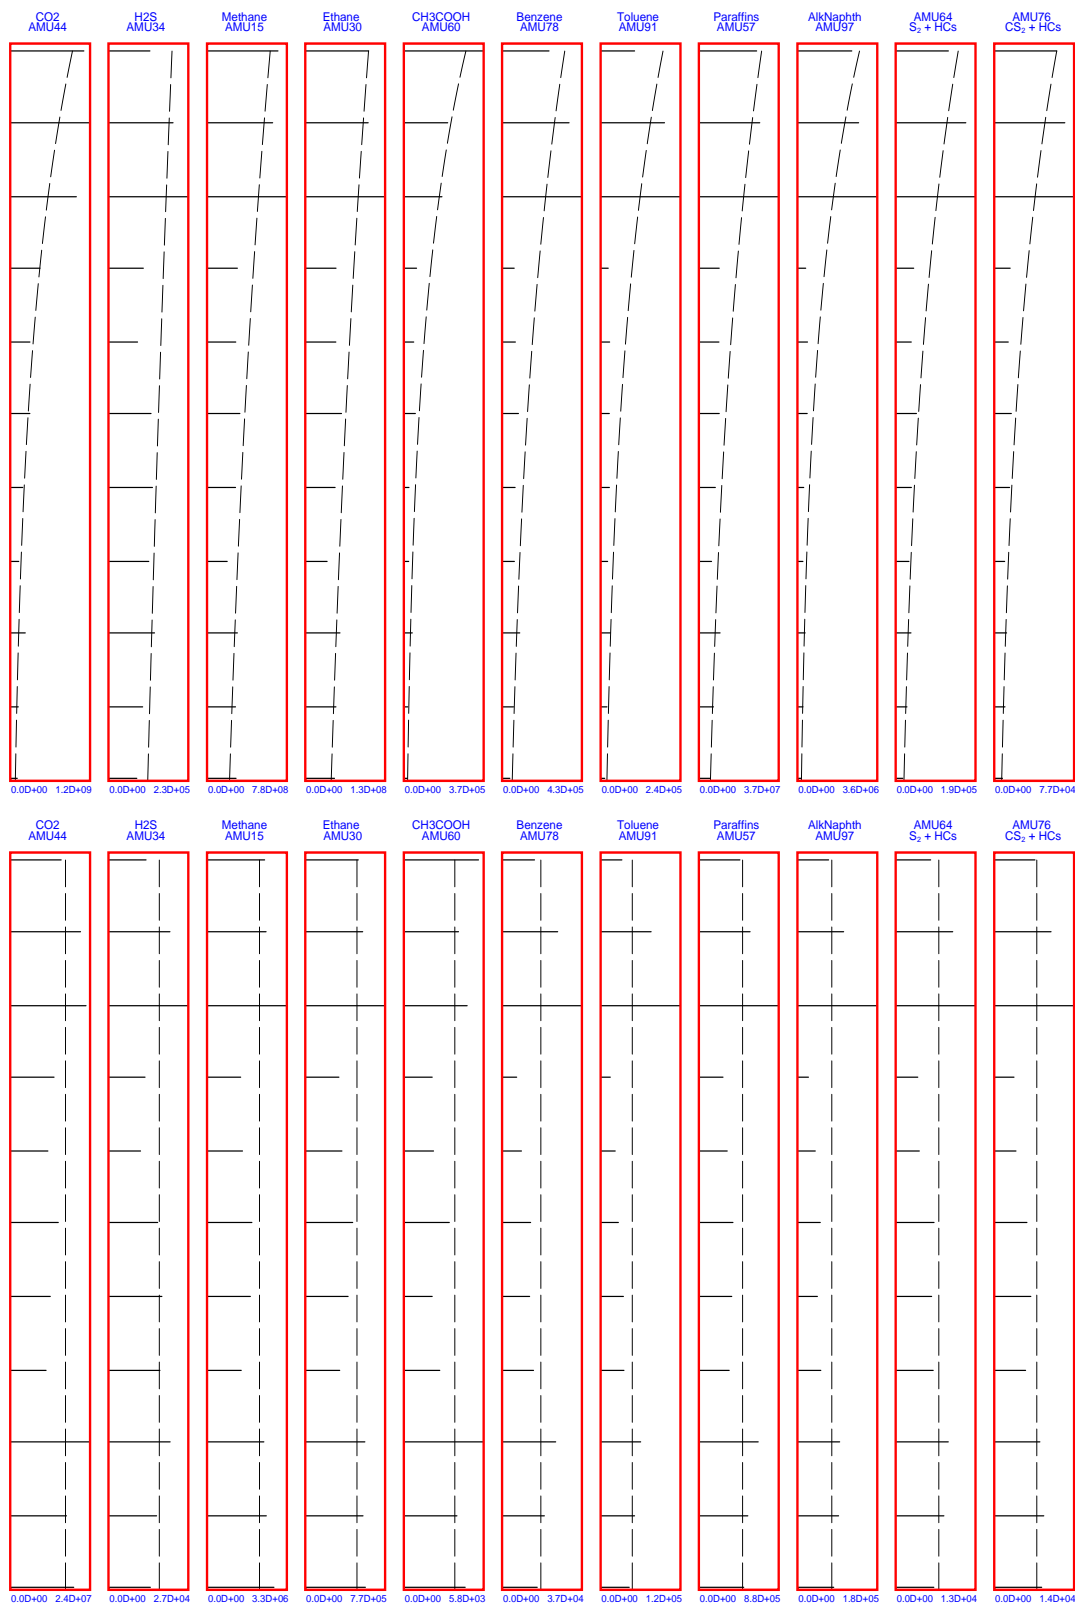 CO2 H2S Methane Ethane CH3COOH Benzene Toluene Paraffins AlkNaphth AMU64 AMU76
AMU44 AMU34 AMU15 AMU30 AMU60 AMU78 AMU91 AMU57 AMU97 S₂ + HCs CS₂ + HCs
0.0D+00 1.2D+09 0.0D+00 2.3D+05 0.0D+00 7.8D+08 0.0D+00 1.3D+08 0.0D+00 3.7D+05 0.0D+00 4.3D+05 0.0D+00 2.4D+05 0.0D+00 3.7D+07 0.0D+00 3.6D+06 0.0D+00 1.9D+05 0.0D+00 7.7D+04
CO2 H2S Methane Ethane CH3COOH Benzene Toluene Paraffins AlkNaphth AMU64 AMU76
AMU44 AMU34 AMU15 AMU30 AMU60 AMU78 AMU91 AMU57 AMU97 S₂ + HCs CS₂ + HCs
0.0D+00 2.4D+07 0.0D+00 2.7D+04 0.0D+00 3.3D+06 0.0D+00 7.7D+05 0.0D+00 5.8D+03 0.0D+00 3.7D+04 0.0D+00 1.2D+05 0.0D+00 8.8D+05 0.0D+00 1.8D+05 0.0D+00 5.0D+04 0.0D+00 1.4D+04